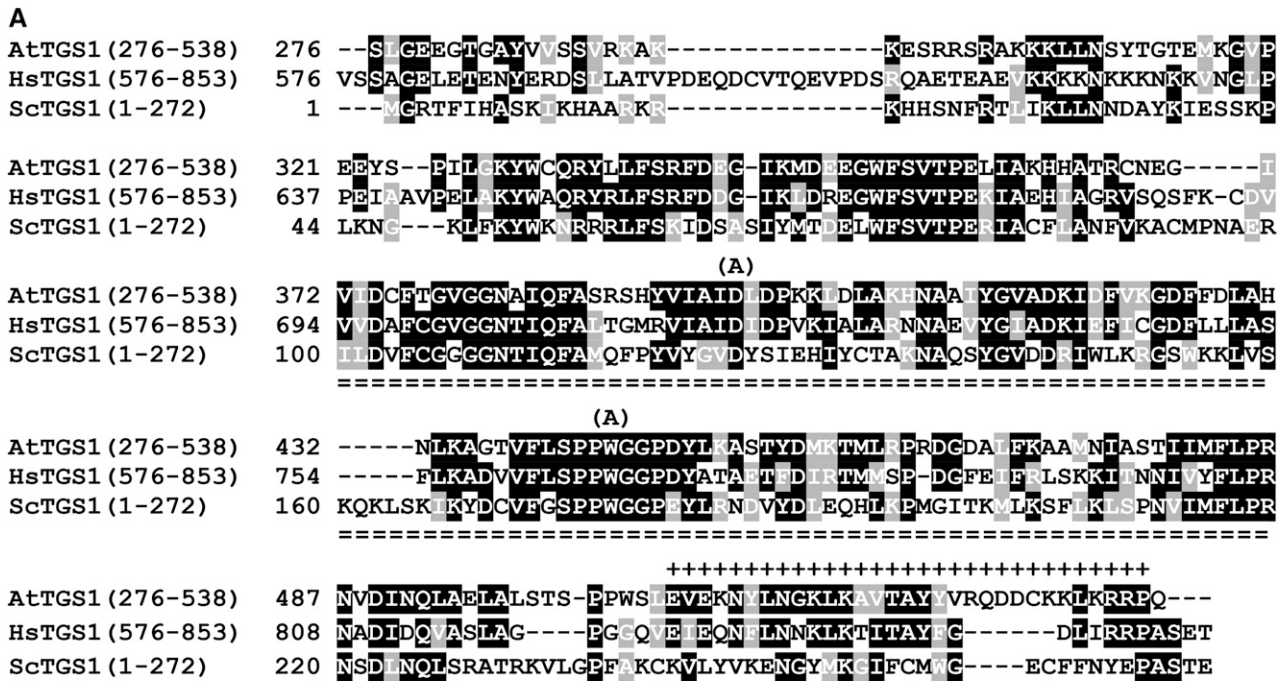 A
AtTGS1(276-538) 276 --SLGEEGTGAYVVSSVRKAK--------------KESRRSRAKKKLLNSYTGTEMKGVP
HsTGS1(576-853) 576 VSSAGELETENYERDSLLATVPDEQDCVTQEVPDSRQAETEAEVKKKKNKKKNKKVNGLP
ScTGS1(1-272) 1 ---MGRTFIHASKIKHAARKR--------------KHHSNFRTLIKLLNNDAYKIESSKP
AtTGS1(276-538) 321 EEYS--PILGKYWCQRYLLFSRFDEG-IKMDEEGWFSVTPELIAKHHATRCNEG-----I
HsTGS1(576-853) 637 PEIAAVPELAKYWAQRYRLFSRFDDG-IKLDREGWFSVTPEKIAEHIAGRVSQSFK-CDV
ScTGS1(1-272) 44 LKNG---KLFKYWKNRRRLFSKIDSASIYMTDELWFSVTPERIACFLANFVKACMPNAER
(A)
AtTGS1(276-538) 372 VIDCFTGVGGNAIQFASRSHYVIAIDLDPKKLDLAKHNAAIYGVADKIDFVKGDFFDLAH
HsTGS1(576-853) 694 VVDAFCGVGGNTIQFALTGMRVIAIDIDPVKIALARNNAEVYGIADKIEFICGDFLLLAS
ScTGS1(1-272) 100 ILDVFCGGGGNTIQFAMQFPYVYGVDYSIEHIYCTAKNAQSYGVDDRIWLKRGSWKKLVS
============================================================
(A)
AtTGS1(276-538) 432 -----NLKAGTVFLSPPWGGPDYLKASTYDMKTMLRPRDGDALFKAAMNIASTIIMFLPR
HsTGS1(576-853) 754 -----FLKADVVFLSPPWGGPDYATAETFDIRTMMSP-DGFEIFRLSKKITNNIVYFLPR
ScTGS1(1-272) 160 KQKLSKIKYDCVFGSPPWGGPEYLRNDVYDLEQHLKPMGITKMLKSFLKLSPNVIMFLPR
============================================================
+++++++++++++++++++++++++++++++
AtTGS1(276-538) 487 NVDINQLAELALSTS-PPWSLEVEKNYLNGKLKAVTAYYVRQDDCKKLKRRPQ---
HsTGS1(576-853) 808 NADIDQVASLAG----PGGQVEIEQNFLNNKLKTITAYFG------DLIRRPASET
ScTGS1(1-272) 220 NSDLNQLSRATRKVLGPFAKCKVLYVKENGYMKGIFCMWG----ECFFNYEPASTE